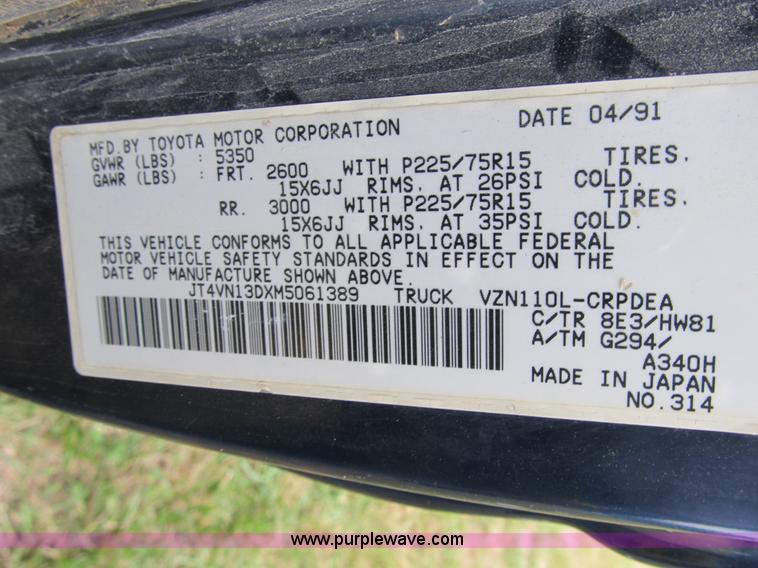 MFD.BY TOYOTA MOTOR CORPORATION DATE 04/91
GVWR (LBS) : 5350
GAWR (LBS) : FRT. 2600 WITH P225/75R15 TIRES.
15X6JJ RIMS. AT 26PSI COLD.
RR. 3000 WITH P225/75R15 TIRES.
15X6JJ RIMS. AT 35PSI COLD.
THIS VEHICLE CONFORMS TO ALL APPLICABLE FEDERAL
MOTOR VEHICLE SAFETY STANDARDS IN EFFECT ON THE
DATE OF MANUFACTURE SHOWN ABOVE.
JT4VN13DXM5061389 TRUCK VZN110L-CRPDEA
C/TR 8E3/HW81
A/TM G294/
A340H
MADE IN JAPAN
NO.314
www.purplewave.com